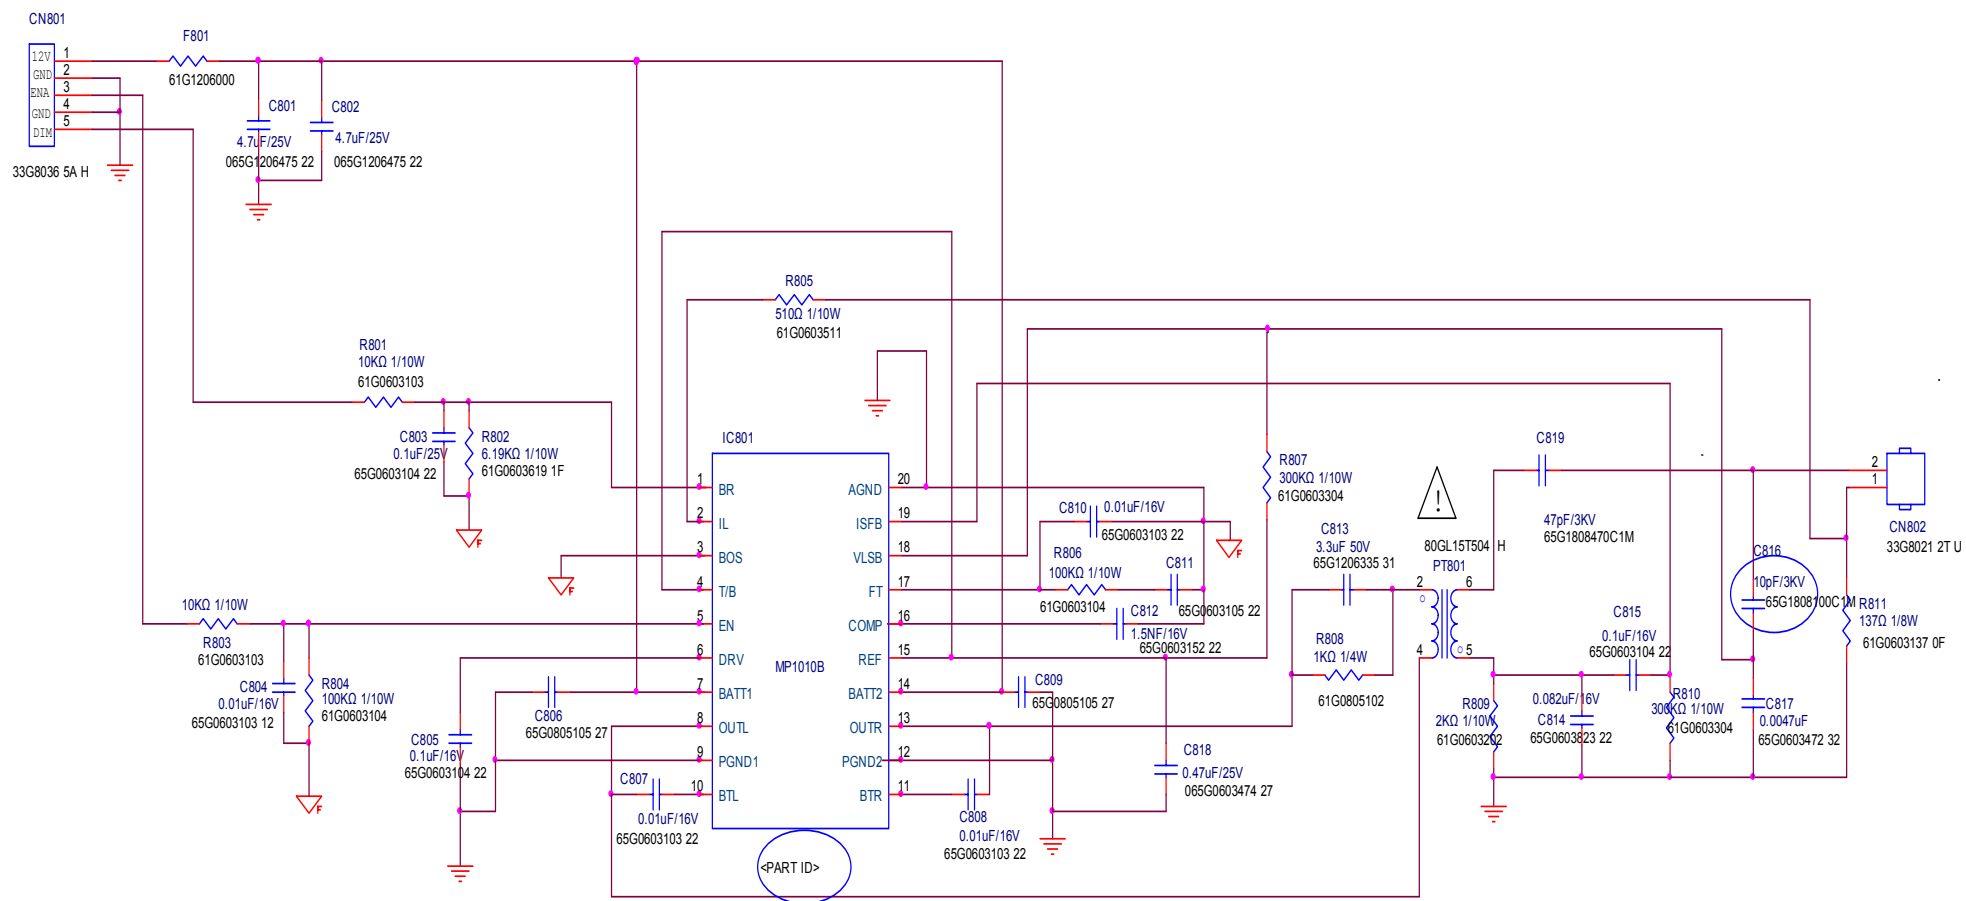 CN801
12V
GND
ENA
GND
DIM
1
2
3
4
5
33G8036 5A H
F801
61G1206000
C801
4.7uF/25V
065G1206475 22
C802
4.7uF/25V
065G1206475 22
R805
510Ω 1/10W
61G0603511
R801
10KΩ 1/10W
61G0603103
C803
0.1uF/25V
65G0603104 22
R802
6.19KΩ 1/10W
61G0603619 1F
F
10KΩ 1/10W
R803
61G0603103
C804
0.01uF/16V
65G0603103 12
R804
100KΩ 1/10W
61G0603104
F
F
C805
0.1uF/16V
65G0603104 22
C806
65G0805105 27
C807
0.01uF/16V
65G0603103 22
IC801
1 BR
2 IL
3 BOS
4 T/B
5 EN
6 DRV
7 BATT1
8 OUTL
9 PGND1
10 BTL
MP1010B
AGND 20
ISFB 19
VLSB 18
FT 17
COMP 16
REF 15
BATT2 14
OUTR 13
PGND2 12
BTR 11
<PART ID>
C810
0.01uF/16V
65G0603103 22
F
R806
100KΩ 1/10W
61G0603104
C811
65G0603105 22
C812
1.5NF/16V
65G0603152 22
C809
65G0805105 27
C808
0.01uF/16V
65G0603103 22
C818
0.47uF/25V
065G0603474 27
R807
300KΩ 1/10W
61G0603304
C813
3.3uF 50V
65G1206335 31
R808
1KΩ 1/4W
61G0805102
!
80GL15T504 H
PT801
2
6
4
5
C819
47pF/3KV
65G1808470C1M
C815
0.1uF/16V
65G0603104 22
R809
2KΩ 1/10W
61G0603202
0.082uF/16V
C814
65G0603823 22
R810
300KΩ 1/10W
61G0603304
C816
10pF/3KV
65G1808100C1M
C817
0.0047uF
65G0603472 32
R811
137Ω 1/8W
61G0603137 0F
2
1
CN802
33G8021 2T U